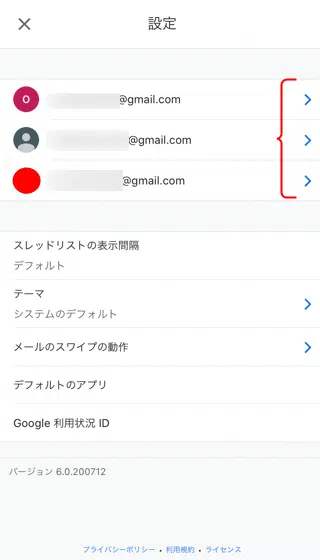 設定
O
@gmail.com
@gmail.com
@gmail.com
スレッドリストの表示間隔
デフォルト
テーマ
システムのデフォルト
メールのスワイプの動作
デフォルトのアプリ
Google 利用状況 ID
バージョン 6.0.200712
プライバシーポリシー • 利用規約 • ライセンス